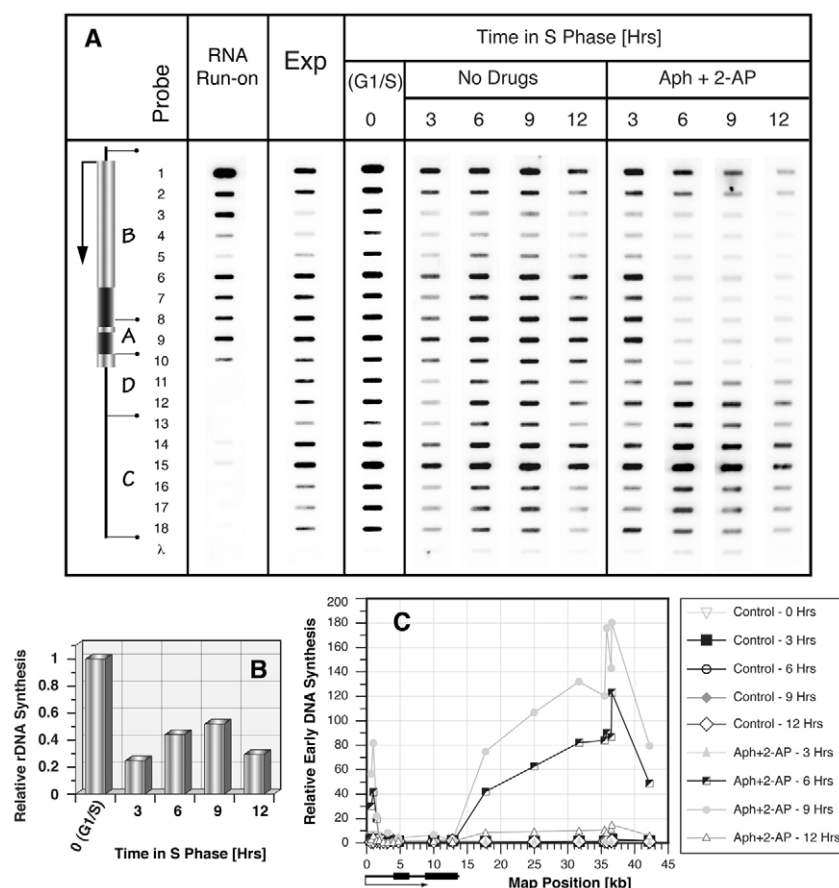 A
Probe
RNA
Run-on
Exp
Time in S Phase [Hrs]
(G1/S)
No Drugs
Aph + 2-AP
0
3
6
9
12
3
6
9
12
1
2
3
4
5
6
7
8
9
10
11
12
13
14
15
16
17
18
λ
B
A
D
C
B
Relative rDNA Synthesis
1
0.8
0.6
0.4
0.2
0
0 (G1/S)
3
6
9
12
Time in S Phase [Hrs]
C
Relative Early DNA Synthesis
200
180
160
140
120
100
80
60
40
20
0
0
5
10
15
20
25
30
35
40
45
Map Position [kb]
Control - 0 Hrs
Control - 3 Hrs
Control - 6 Hrs
Control - 9 Hrs
Control - 12 Hrs
Aph+2-AP - 3 Hrs
Aph+2-AP - 6 Hrs
Aph+2-AP - 9 Hrs
Aph+2-AP - 12 Hrs